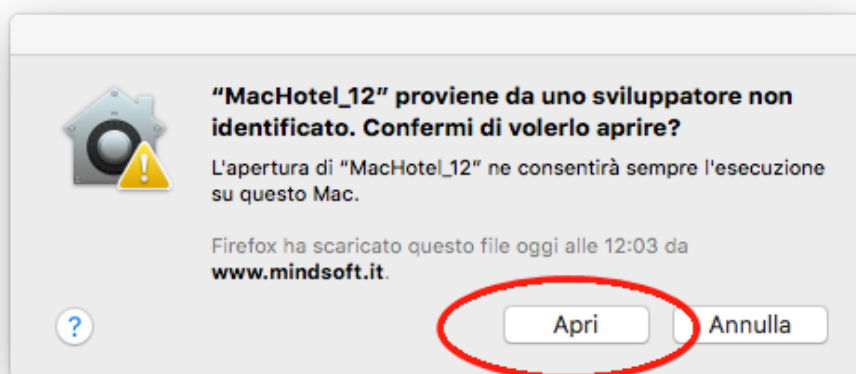 “MacHotel_12” proviene da uno sviluppatore non
identificato. Confermi di volerlo aprire?
L'apertura di “MacHotel_12” ne consentirà sempre l'esecuzione
su questo Mac.
Firefox ha scaricato questo file oggi alle 12:03 da
www.mindsoft.it.
? Apri Annulla